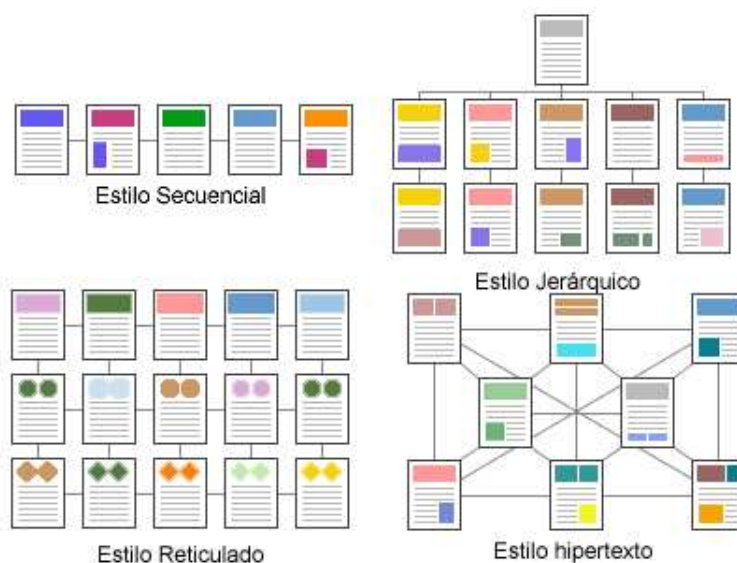 Estilo Secuencial
Estilo Jerárquico
Estilo Reticulado
Estilo hipertexto